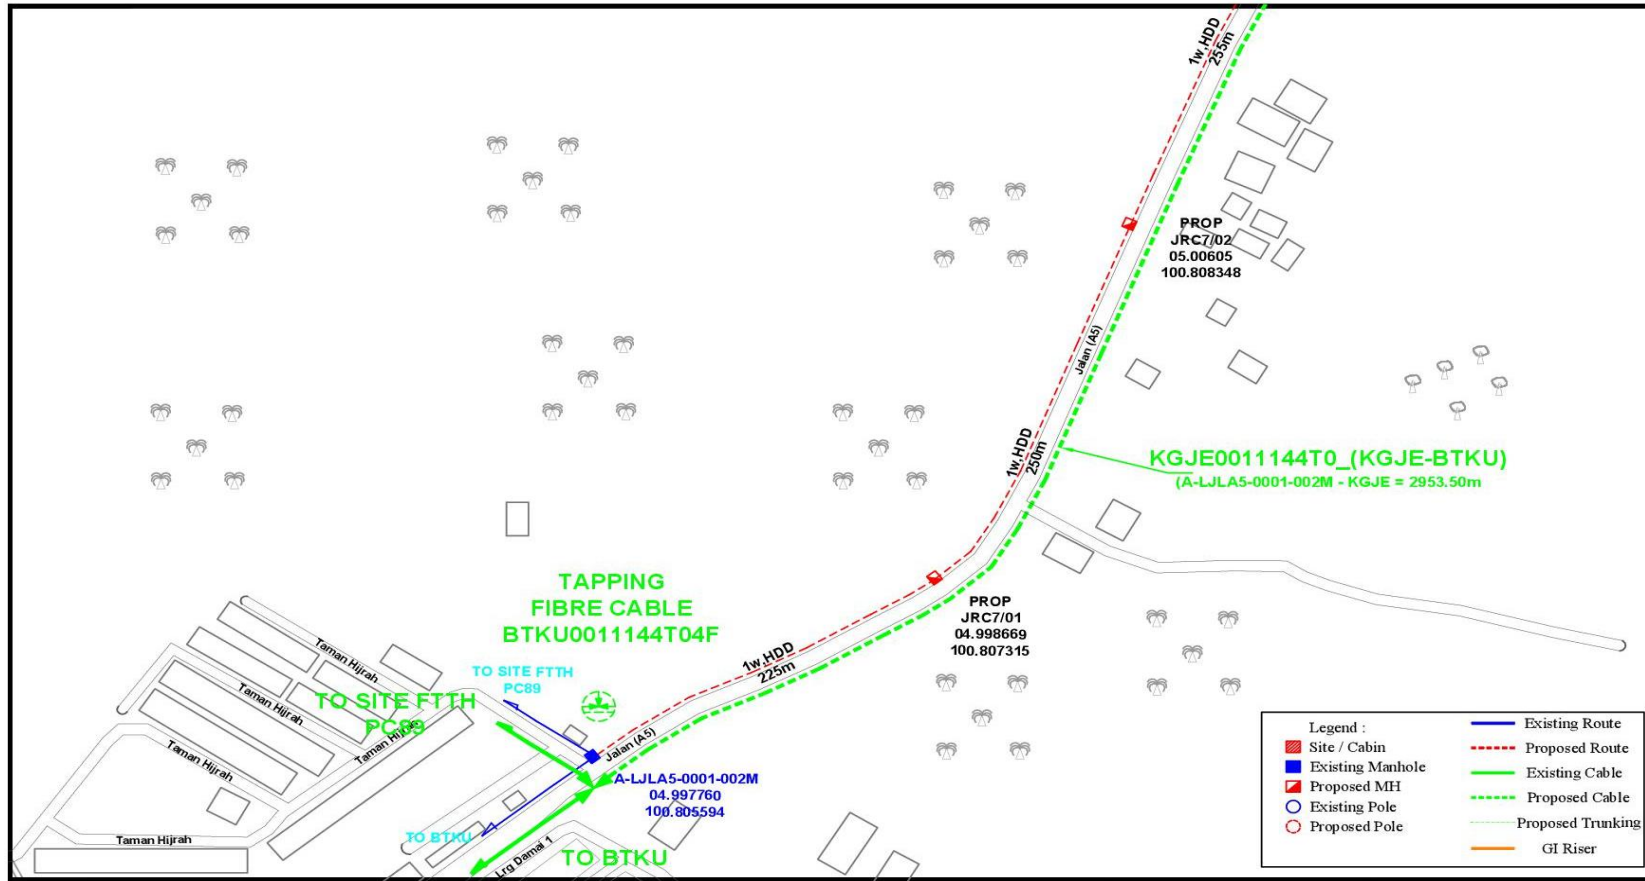 1w,HDD
255m
PROP
JRC7/02
05.00605
100.808348
Jalan (A5)
1w,HDD
250m
KGJE0011144T0_(KGJE-BTKU)
(A-LJLA5-0001-002M - KGJE = 2953.50m
TAPPING
FIBRE CABLE
BTKU0011144T04F
PROP
JRC7/01
04.998669
100.807315
1w,HDD
225m
TO SITE FTTH
PC89
TO SITE FTTH
PC89
Taman Hijrah
Taman Hijrah
Taman Hijrah
Taman Hijrah
Taman Hijrah
Jalan (A5)
A-LJLA5-0001-002M
04.997760
100.805594
TO BTKU
TO BTKU
Lrg Damai 1
Legend :
Site / Cabin
Existing Manhole
Proposed MH
Existing Pole
Proposed Pole
Existing Route
Proposed Route
Existing Cable
Proposed Cable
Proposed Trunking
GI Riser